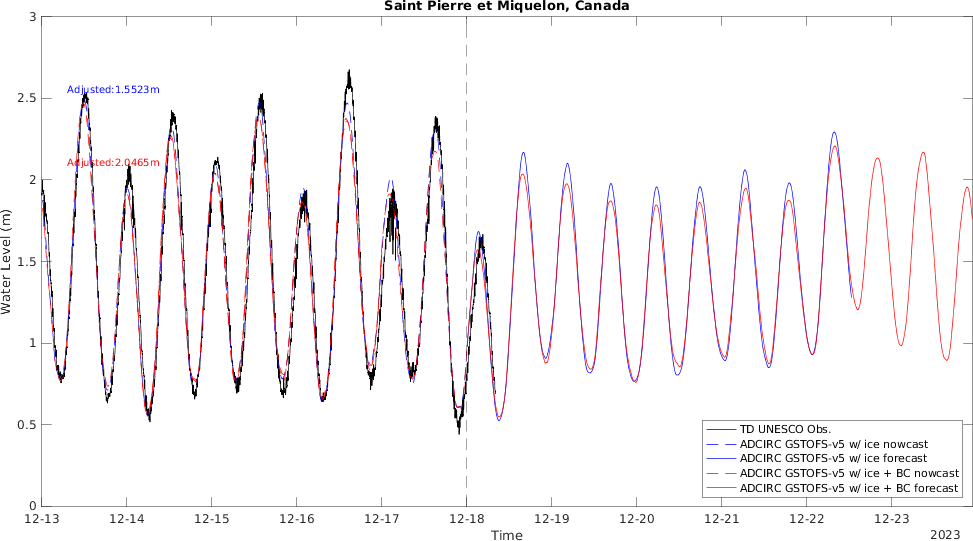 Saint Pierre et Miquelon, Canada
3
2.5
2
1.5
1
0.5
0
Water Level (m)
Adjusted:1.5523m
Adjusted:2.0465m
TD UNESCO Obs.
ADCIRC GSTOFS-v5 w/ ice nowcast
ADCIRC GSTOFS-v5 w/ ice forecast
ADCIRC GSTOFS-v5 w/ ice + BC nowcast
ADCIRC GSTOFS-v5 w/ ice + BC forecast
12-13 12-14 12-15 12-16 12-17 12-18 12-19 12-20 12-21 12-22 12-23
Time
2023